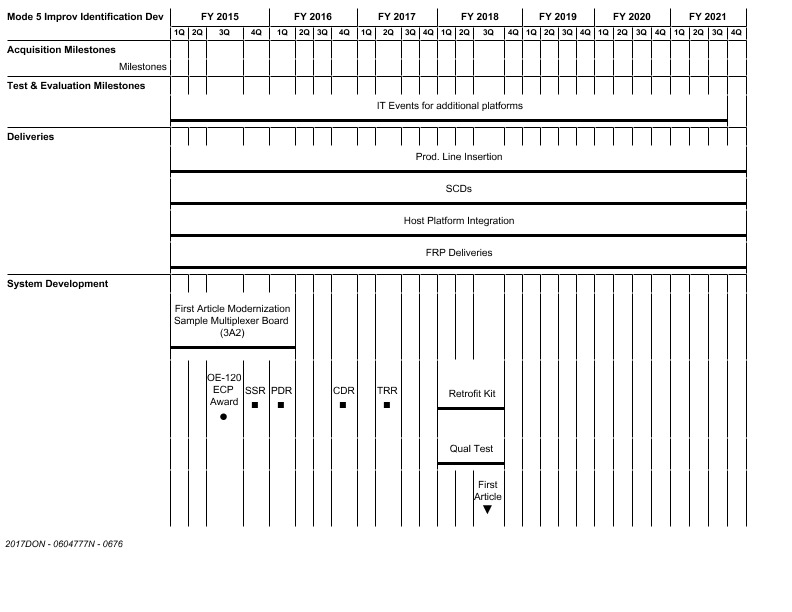 Mode 5 Improv Identification Dev FY 2015 FY 2016 FY 2017 FY 2018 FY 2019 FY 2020 FY 2021
1Q 2Q 3Q 4Q 1Q 2Q 3Q 4Q 1Q 2Q 3Q 4Q 1Q 2Q 3Q 4Q 1Q 2Q 3Q 4Q 1Q 2Q 3Q 4Q 1Q 2Q 3Q 4Q
Acquisition Milestones
Milestones
Test & Evaluation Milestones
IT Events for additional platforms
Deliveries
Prod. Line Insertion
SCDs
Host Platform Integration
FRP Deliveries
System Development
First Article Modernization
Sample Multiplexer Board
(3A2)
OE-120
ECP
Award
SSR
PDR
CDR
TRR
Retrofit Kit
Qual Test
First
Article
2017DON - 0604777N - 0676